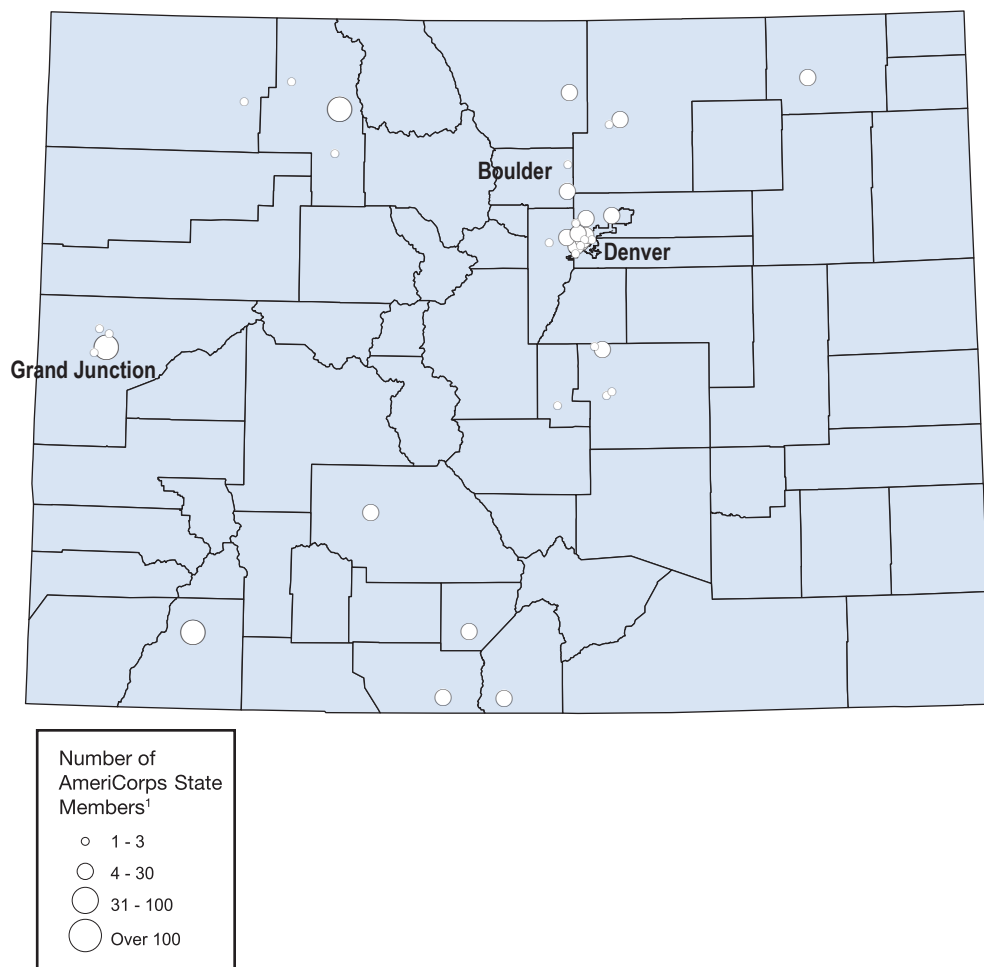 Boulder
Denver
Grand Junction
Number of
AmeriCorps State
Members¹
1 - 3
4 - 30
31 - 100
Over 100